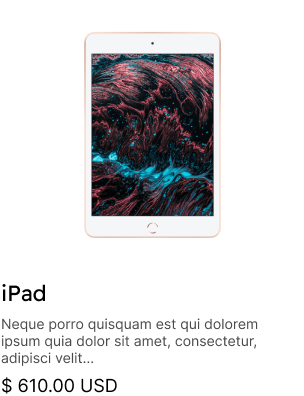 iPad
Neque porro quisquam est qui dolorem
ipsum quia dolor sit amet, consectetur,
adipisci velit...
$ 610.00 USD